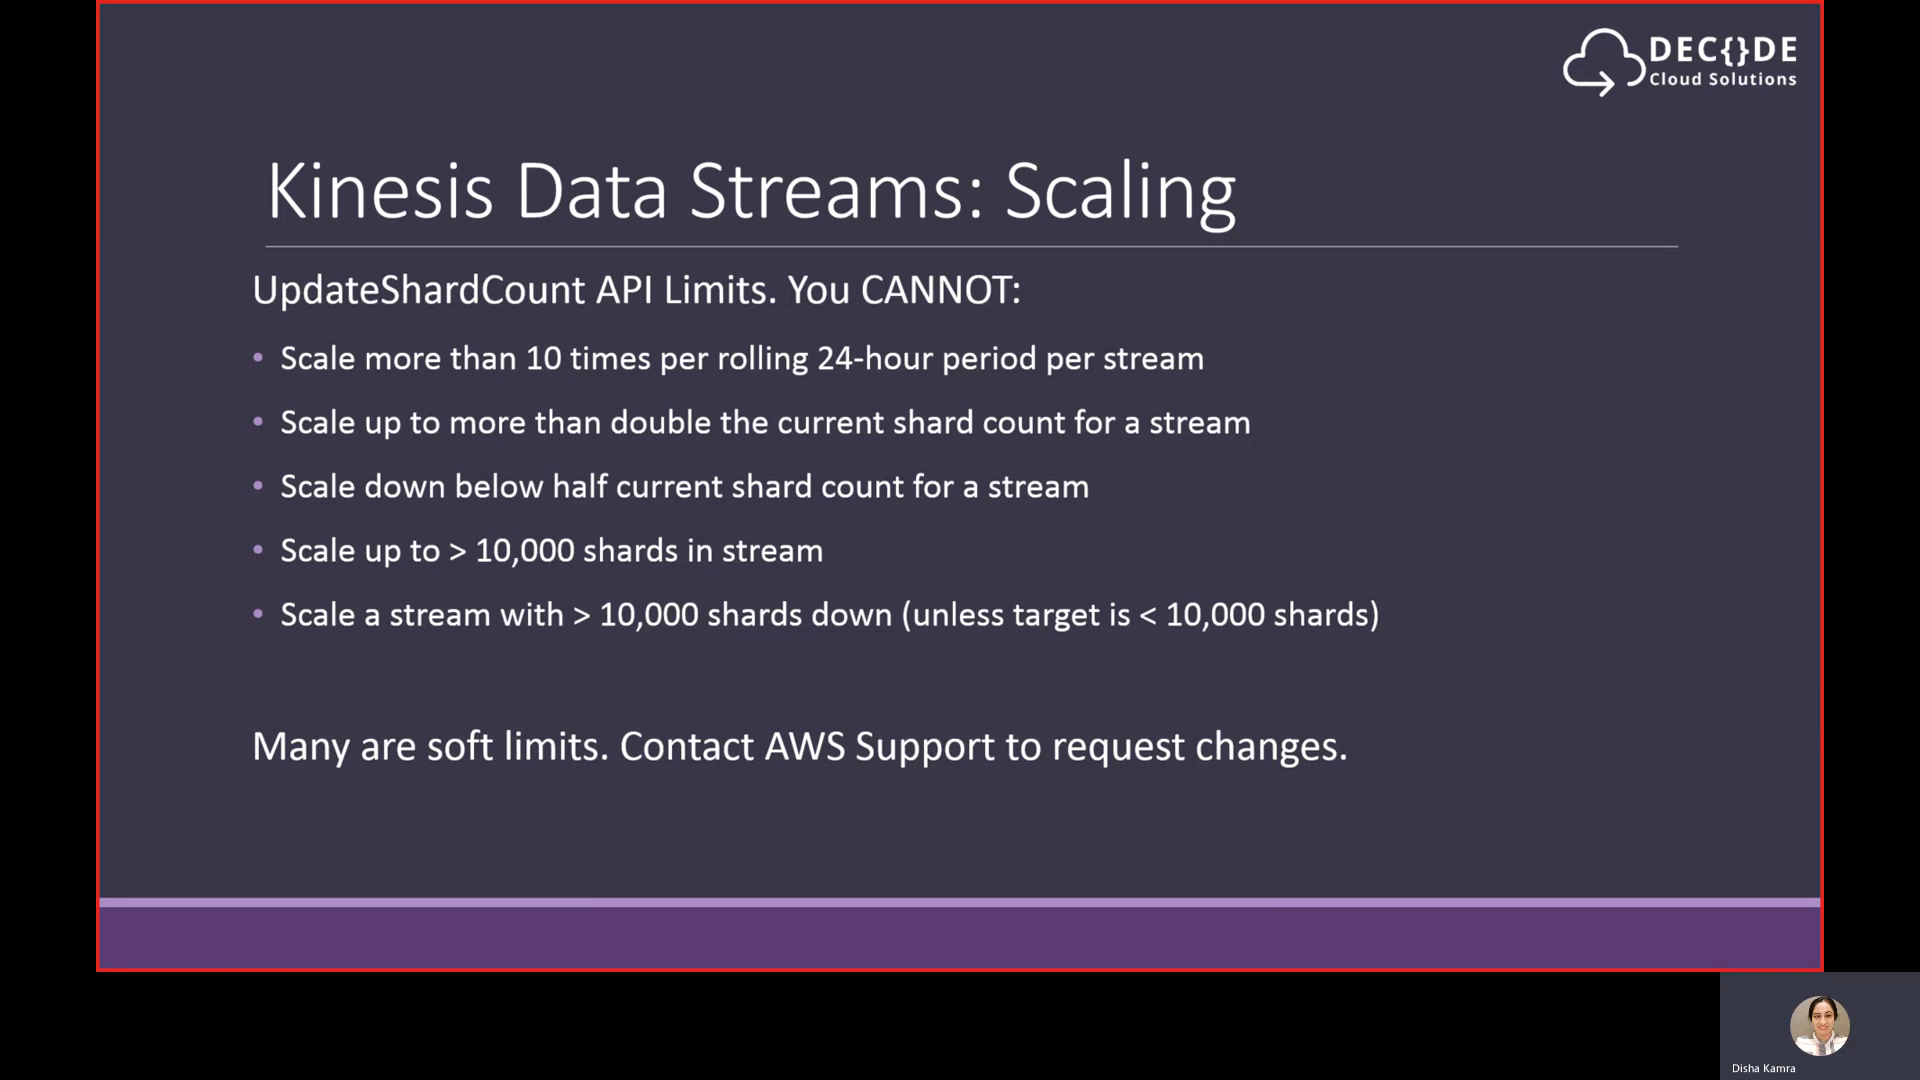 DEC{}DE
Cloud Solutions
Kinesis Data Streams: Scaling
UpdateShardCount API Limits. You CANNOT:
• Scale more than 10 times per rolling 24-hour period per stream
• Scale up to more than double the current shard count for a stream
• Scale down below half current shard count for a stream
• Scale up to > 10,000 shards in stream
• Scale a stream with > 10,000 shards down (unless target is < 10,000 shards)
Many are soft limits. Contact AWS Support to request changes.
Disha Kamra